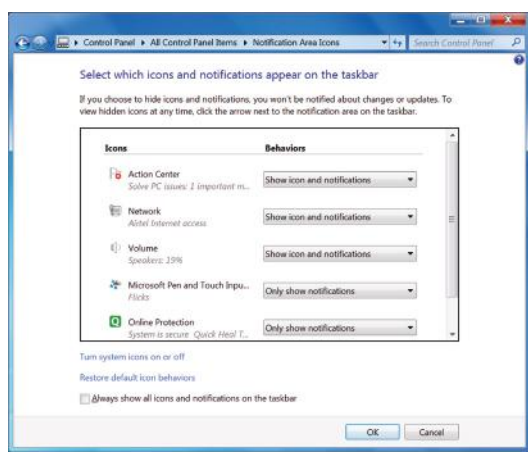 Control Panel ▸ All Control Panel Items ▸ Notification Area Icons
Search Control Panel
Select which icons and notifications appear on the taskbar
If you choose to hide icons and notifications, you won't be notified about changes or updates. To
view hidden icons at any time, click the arrow next to the notification area on the taskbar.
Icons Behaviors
Action Center
Solve PC issues: 1 important m...
Show icon and notifications
Network
Airtel Internet access
Show icon and notifications
Volume
Speakers: 19%
Show icon and notifications
Microsoft Pen and Touch Inpu...
Flicks
Only show notifications
Online Protection
System is secure Quick Heal T...
Only show notifications
Turn system icons on or off
Restore default icon behaviors
Always show all icons and notifications on the taskbar
OK Cancel